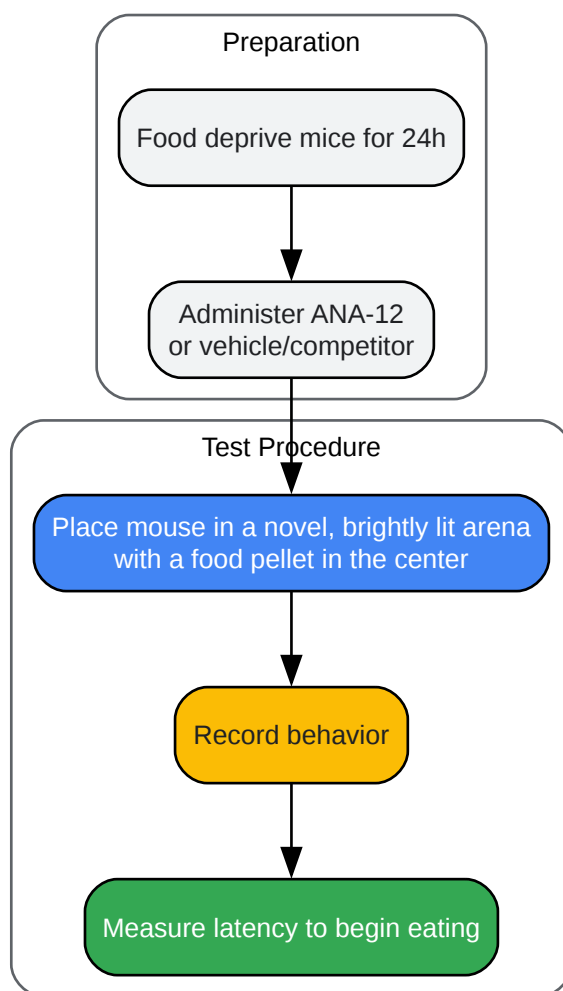 Preparation
Food deprive mice for 24h
Administer ANA-12
or vehicle/competitor
Test Procedure
Place mouse in a novel, brightly lit arena
with a food pellet in the center
Record behavior
Measure latency to begin eating